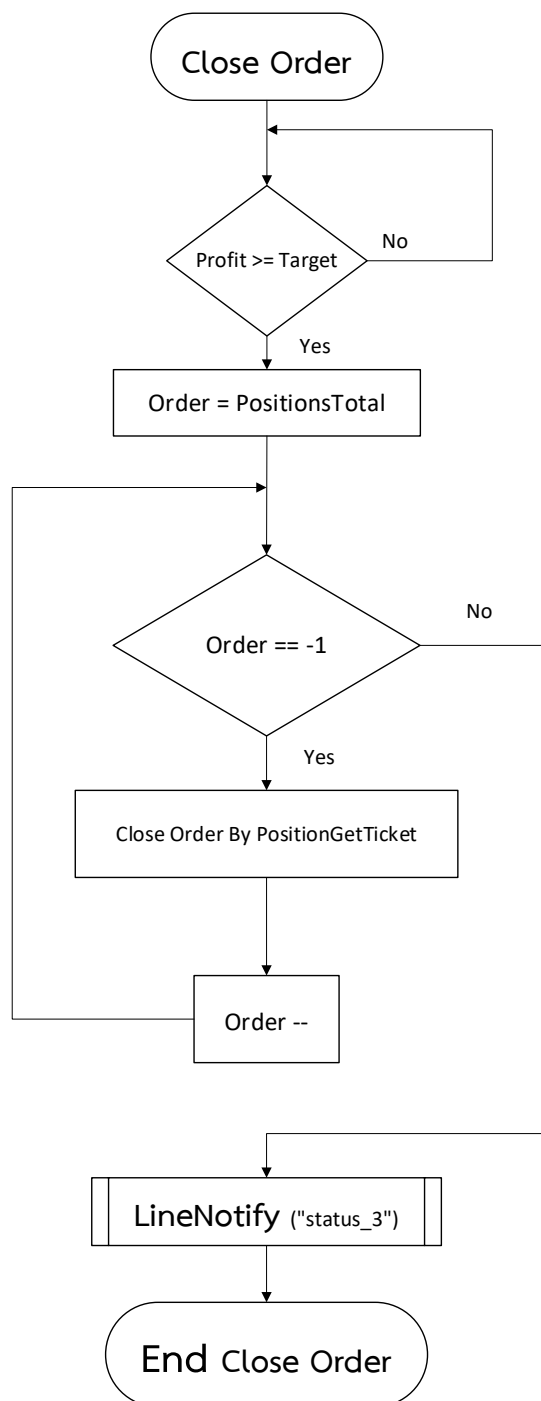 Close Order
Profit >= Target
No
Yes
Order = PositionsTotal
No
Order == -1
Yes
Close Order By PositionGetTicket
Order --
LineNotify ("status_3")
End Close Order